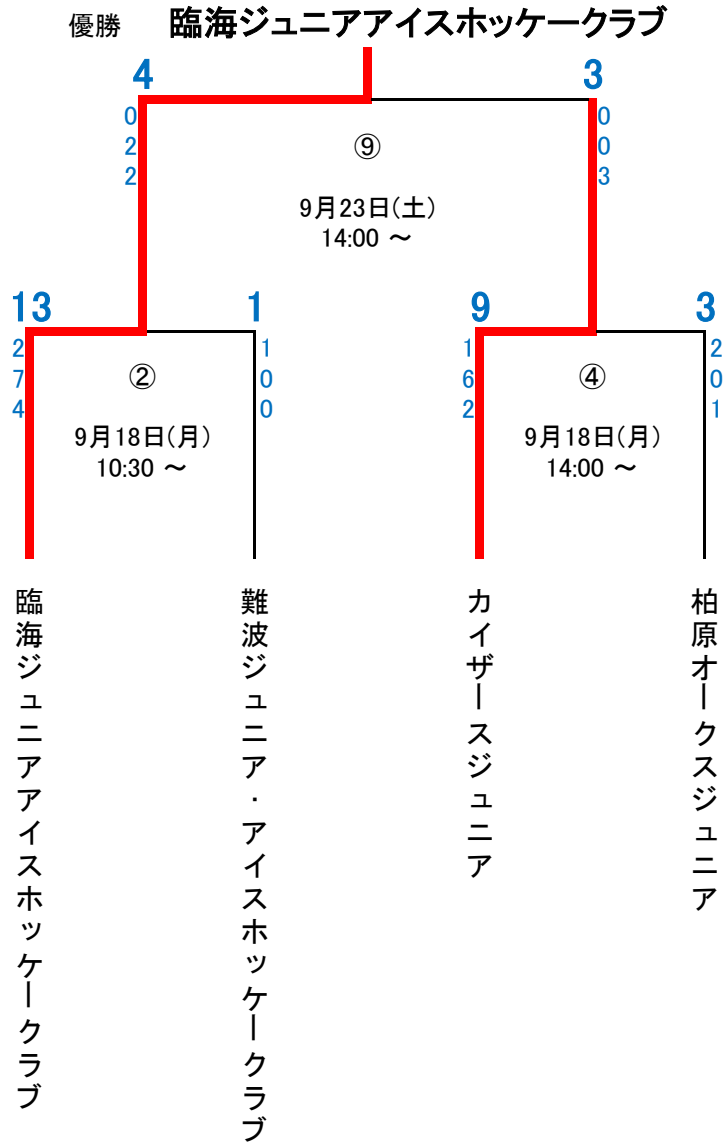 優勝 臨海ジュニアアイスホッケークラブ
4 3
0 0
2 0
2 3
⑨
9月23日(土)
14:00 ～
13 1 9 3
2 1 1 2
7 0 6 0
4 0 2 1
② ④
9月18日(月) 9月18日(月)
10:30 ～ 14:00 ～
臨海ジュニアアイスホッケークラブ
難波ジュニア・アイスホッケークラブ
カイザースジュニア
柏原オークスジュニア